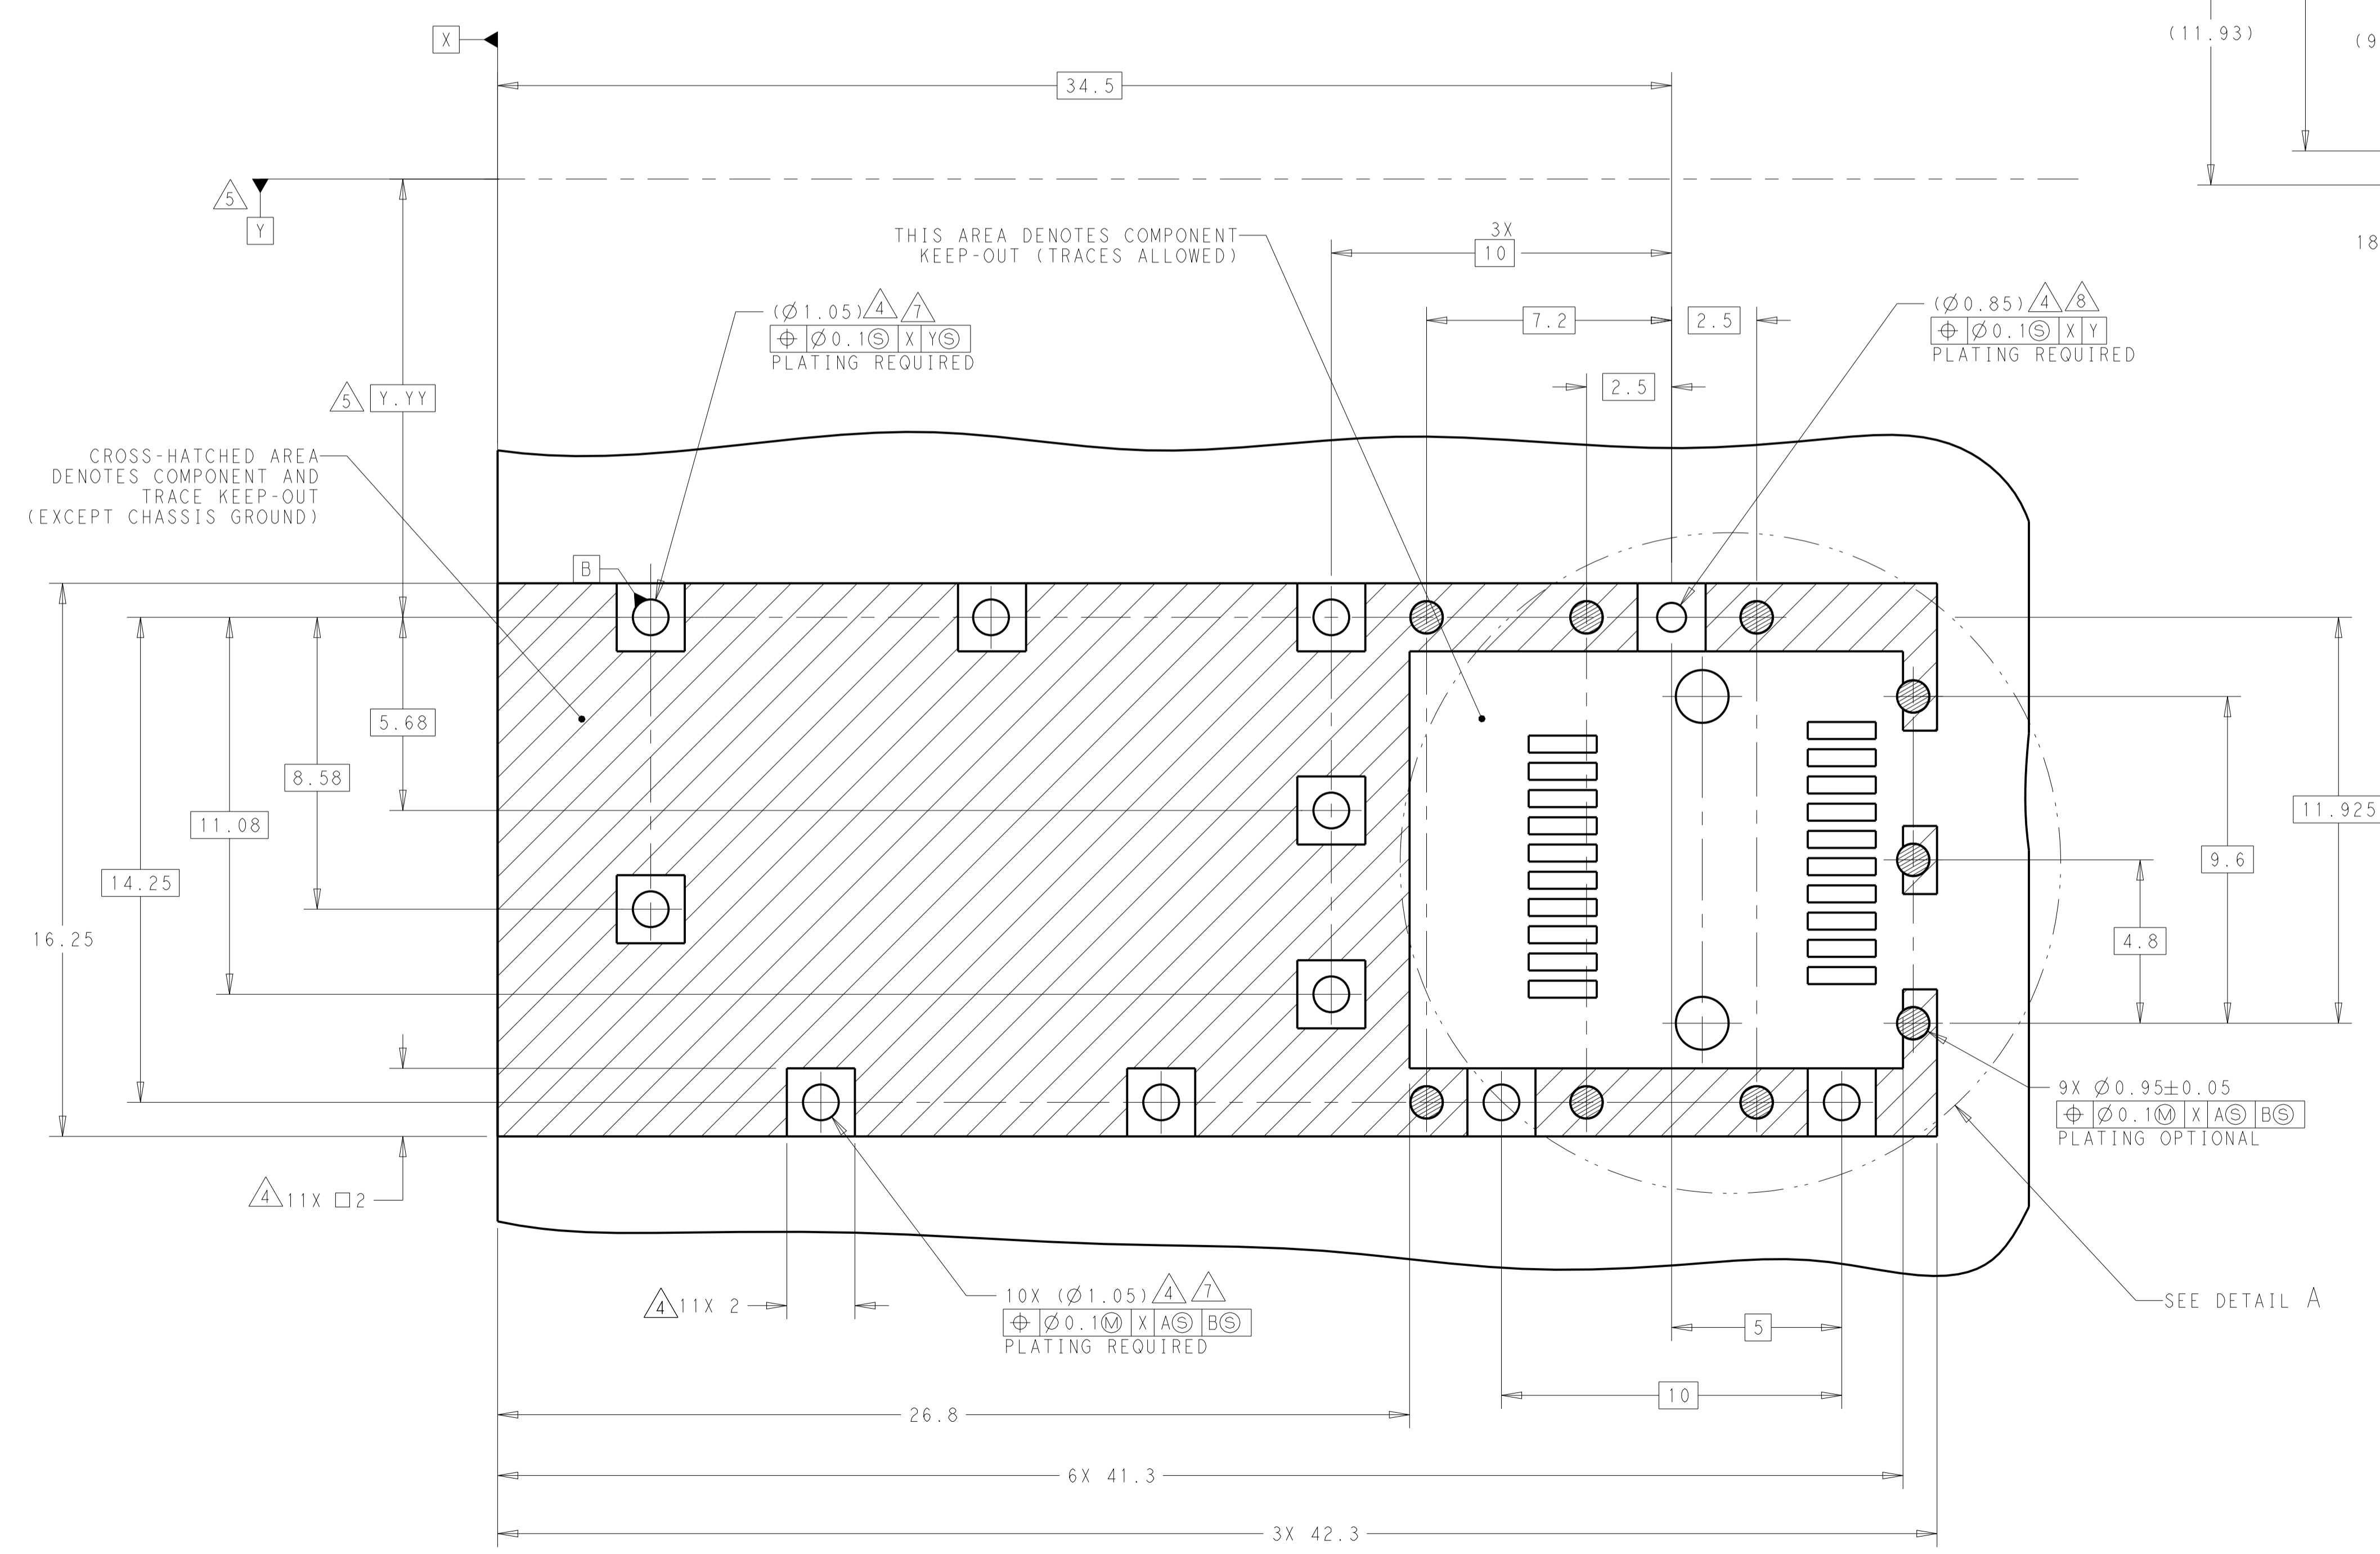 X
34.5
(11.93)
(9
18
5
Y
THIS AREA DENOTES COMPONENT
KEEP-OUT (TRACES ALLOWED)
3X
10
(Ø1.05) 4 7
⌖ Ø0.1Ⓢ X YⓈ
PLATING REQUIRED
7.2
2.5
(Ø0.85) 4 8
⌖ Ø0.1Ⓢ X Y
PLATING REQUIRED
2.5
5 Y.YY
CROSS-HATCHED AREA
DENOTES COMPONENT AND
TRACE KEEP-OUT
(EXCEPT CHASSIS GROUND)
B
5.68
8.58
11.08
14.25
16.25
11.925
9.6
4.8
9X Ø0.95±0.05
⌖ Ø0.1Ⓜ X AⓈ BⓈ
PLATING OPTIONAL
4 11X □2
4 11X 2
10X (Ø1.05) 4 7
⌖ Ø0.1Ⓜ X AⓈ BⓈ
PLATING REQUIRED
SEE DETAIL A
5
10
26.8
6X 41.3
3X 42.3